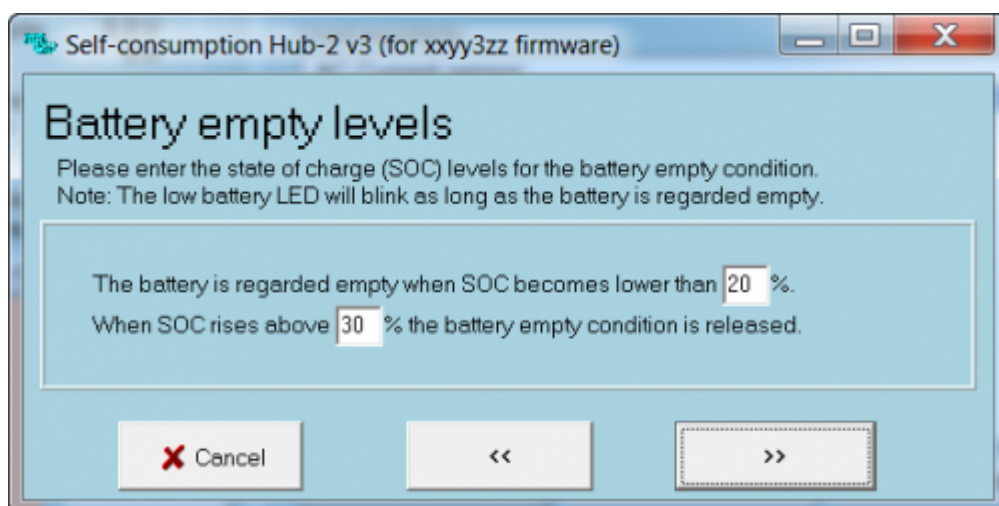 Self-consumption Hub-2 v3 (for xxyy3zz firmware)
Battery empty levels
Please enter the state of charge (SOC) levels for the battery empty condition.
Note: The low battery LED will blink as long as the battery is regarded empty.
The battery is regarded empty when SOC becomes lower than 20 %.
When SOC rises above 30 % the battery empty condition is released.
Cancel << >>